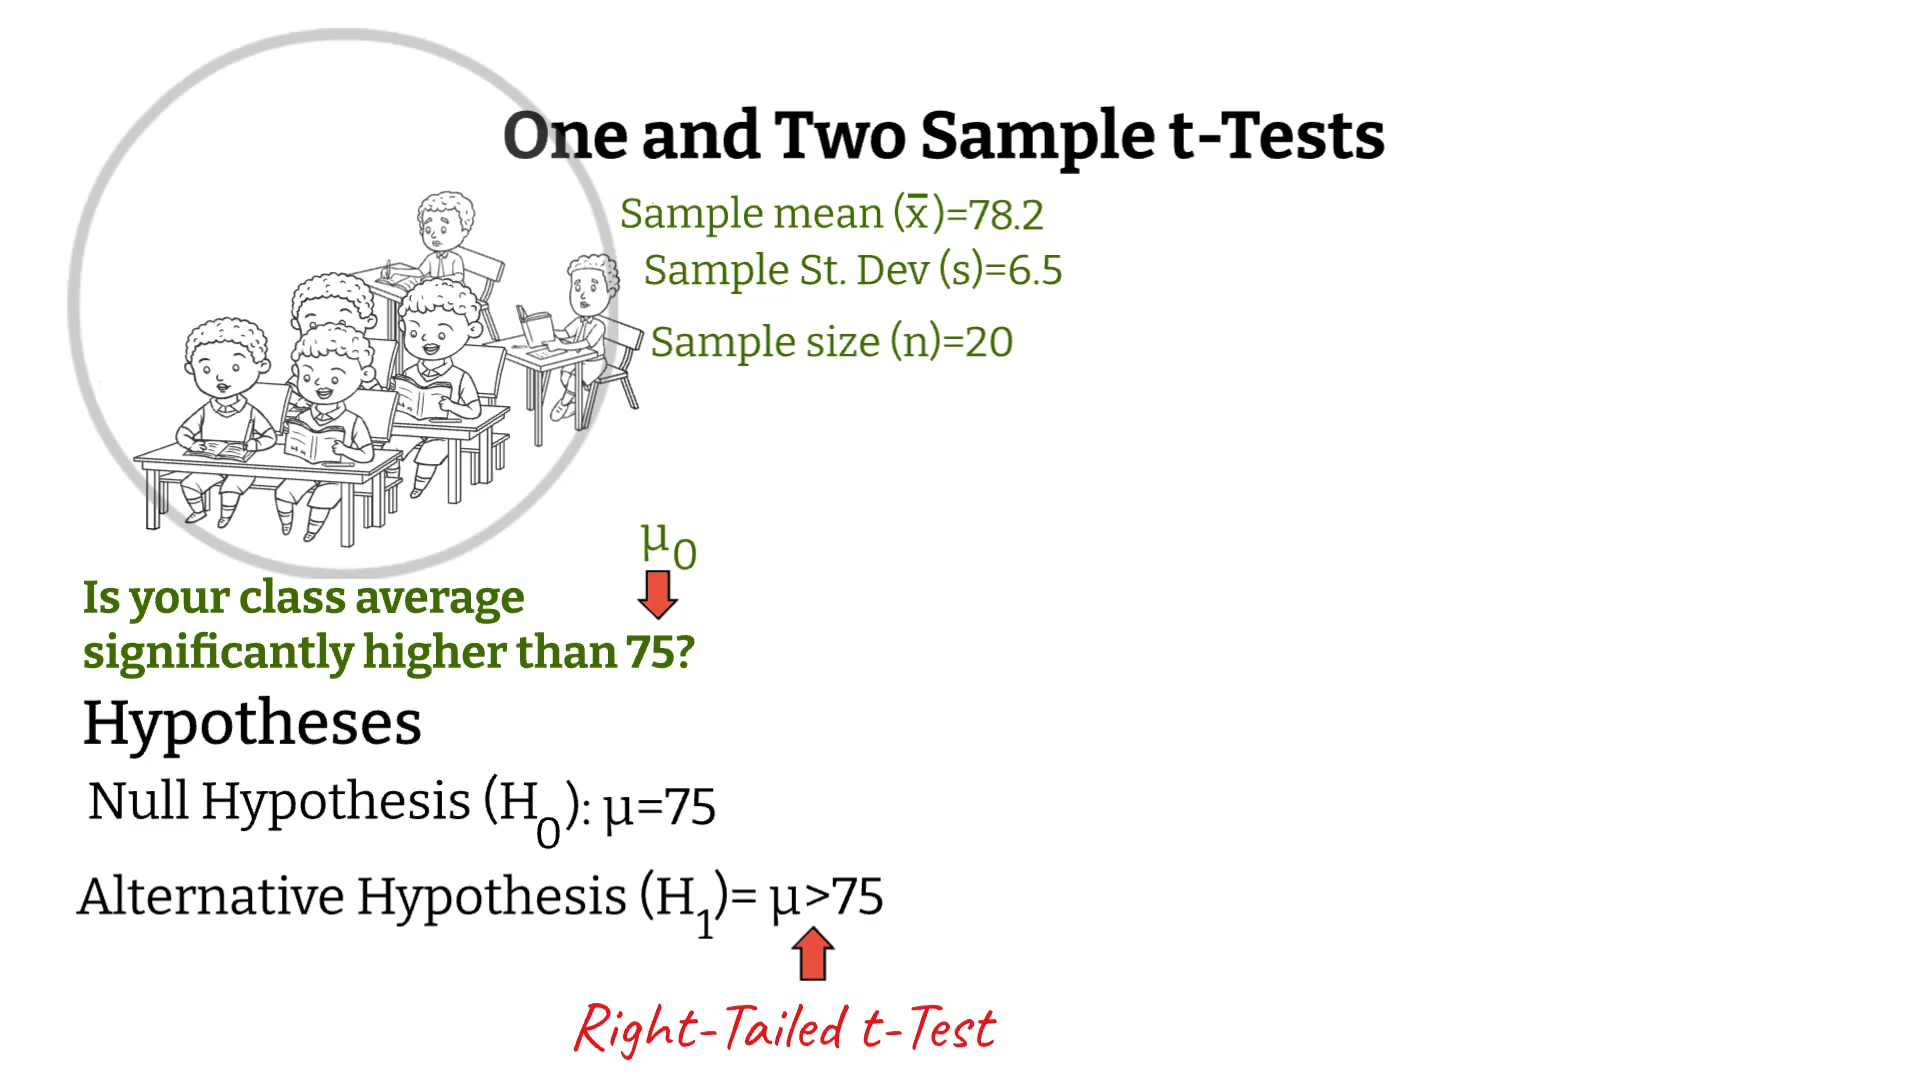 One and Two Sample t-Tests
Sample mean (x̄)=78.2
Sample St. Dev (s)=6.5
Sample size (n)=20
μ₀
Is your class average
significantly higher than 75?
Hypotheses
Null Hypothesis (H₀): μ=75
Alternative Hypothesis (H₁)= μ>75
Right-Tailed t-Test